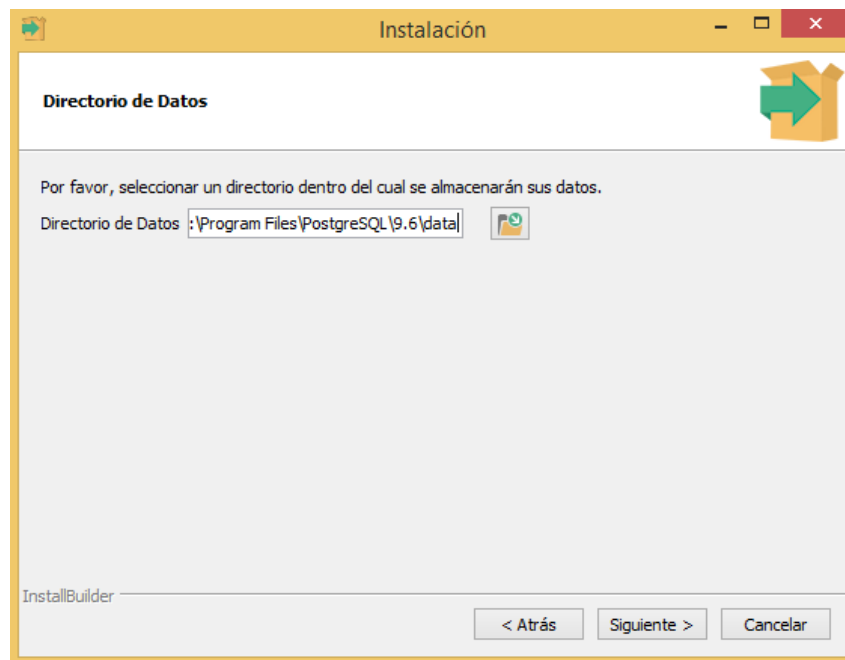 Instalación
Directorio de Datos
Por favor, seleccionar un directorio dentro del cual se almacenarán sus datos.
Directorio de Datos :\Program Files\PostgreSQL\9.6\data
InstallBuilder
< Atrás Siguiente > Cancelar